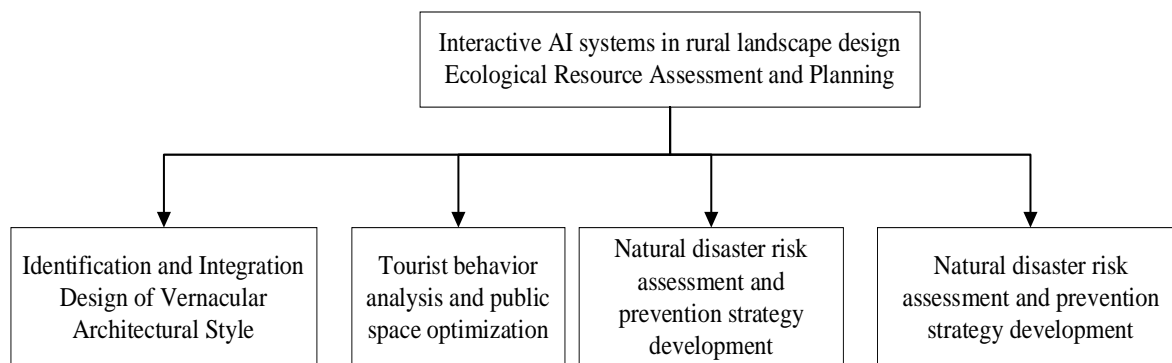 Interactive AI systems in rural landscape design
Ecological Resource Assessment and Planning
Identification and Integration
Design of Vernacular
Architectural Style
Tourist behavior
analysis and public
space optimization
Natural disaster risk
assessment and
prevention strategy
development
Natural disaster risk
assessment and prevention
strategy development